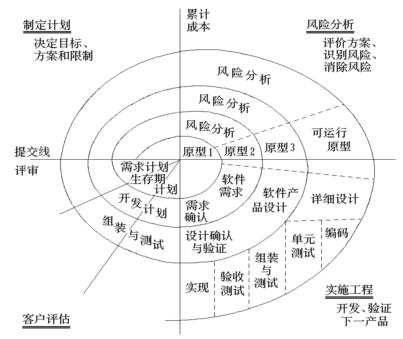 制定计划
决定目标、
方案和限制
累计
成本
风险分析
评价方案、
识别风险、
消除风险
风险分析
风险分析
风险分析
可运行
原型
原型1
原型2
原型3
提交线
评审
需求计划
生存期
计划
开发计划
组装与测试
软件
需求
需求
确认
软件产
品设计
详细设计
设计确认
与验证
单元
测试
编码
组装
与
测试
验收
测试
实现
实施工程
开发、验证
下一产品
客户评估